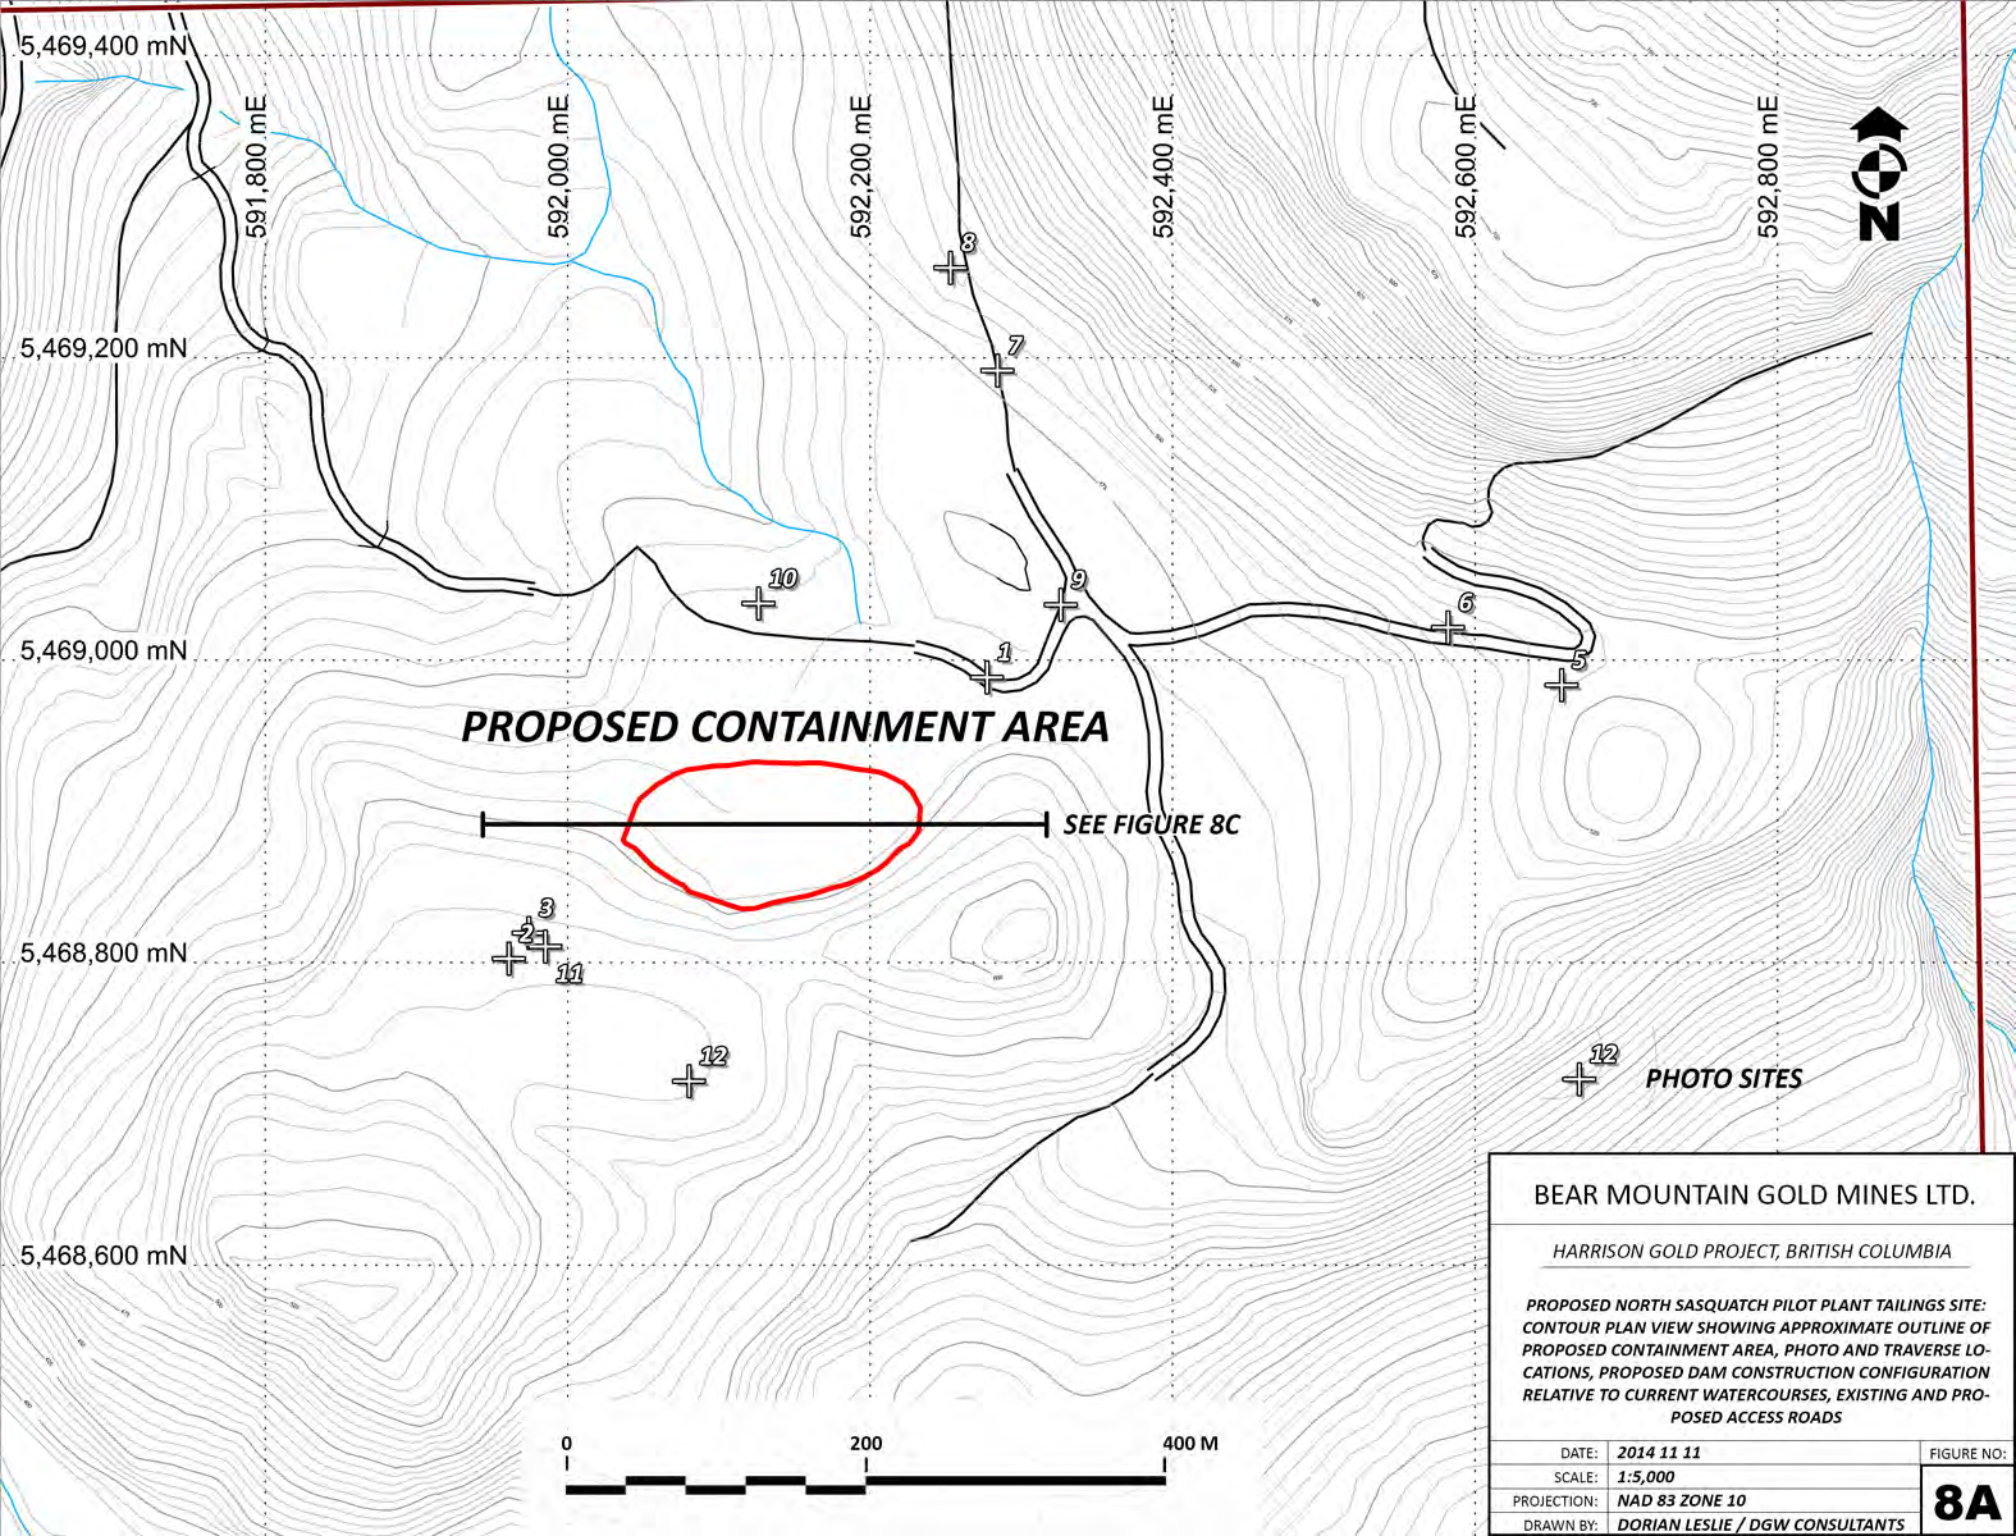 5,469,400 mN
591,800 mE
592,000 mE
592,200 mE
592,400 mE
592,600 mE
592,800 mE
N
8
5,469,200 mN
7
10
9
6
5,469,000 mN
1
5
PROPOSED CONTAINMENT AREA
SEE FIGURE 8C
3
2
5,468,800 mN
11
12
12
PHOTO SITES
5,468,600 mN
BEAR MOUNTAIN GOLD MINES LTD.
HARRISON GOLD PROJECT, BRITISH COLUMBIA
PROPOSED NORTH SASQUATCH PILOT PLANT TAILINGS SITE:
CONTOUR PLAN VIEW SHOWING APPROXIMATE OUTLINE OF
PROPOSED CONTAINMENT AREA, PHOTO AND TRAVERSE LO-
CATIONS, PROPOSED DAM CONSTRUCTION CONFIGURATION
RELATIVE TO CURRENT WATERCOURSES, EXISTING AND PRO-
POSED ACCESS ROADS
0 200 400 M
DATE: 2014 11 11 FIGURE NO:
SCALE: 1:5,000
PROJECTION: NAD 83 ZONE 10
8A
DRAWN BY: DORIAN LESLIE / DGW CONSULTANTS